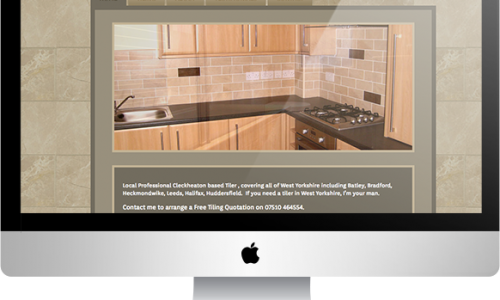 Local Professional Cleckheaton based Tiler , covering all of West Yorkshire including Batley, Bradford,
Heckmondwike, Leeds, Halifax, Huddersfield.  If you need a tiler in West Yorkshire, I'm your man.
Contact me to arrange a Free Tiling Quotation on 07510 464554.